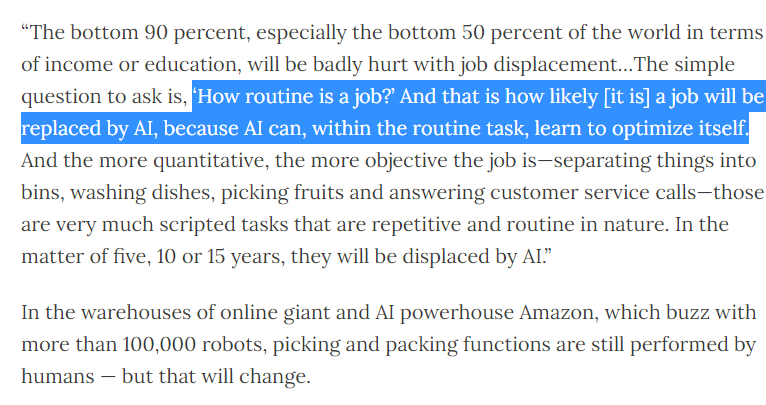 “The bottom 90 percent, especially the bottom 50 percent of the world in terms
of income or education, will be badly hurt with job displacement…The simple
question to ask is, ‘How routine is a job?’ And that is how likely [it is] a job will be
replaced by AI, because AI can, within the routine task, learn to optimize itself.
And the more quantitative, the more objective the job is—separating things into
bins, washing dishes, picking fruits and answering customer service calls—those
are very much scripted tasks that are repetitive and routine in nature. In the
matter of five, 10 or 15 years, they will be displaced by AI.”
In the warehouses of online giant and AI powerhouse Amazon, which buzz with
more than 100,000 robots, picking and packing functions are still performed by
humans — but that will change.